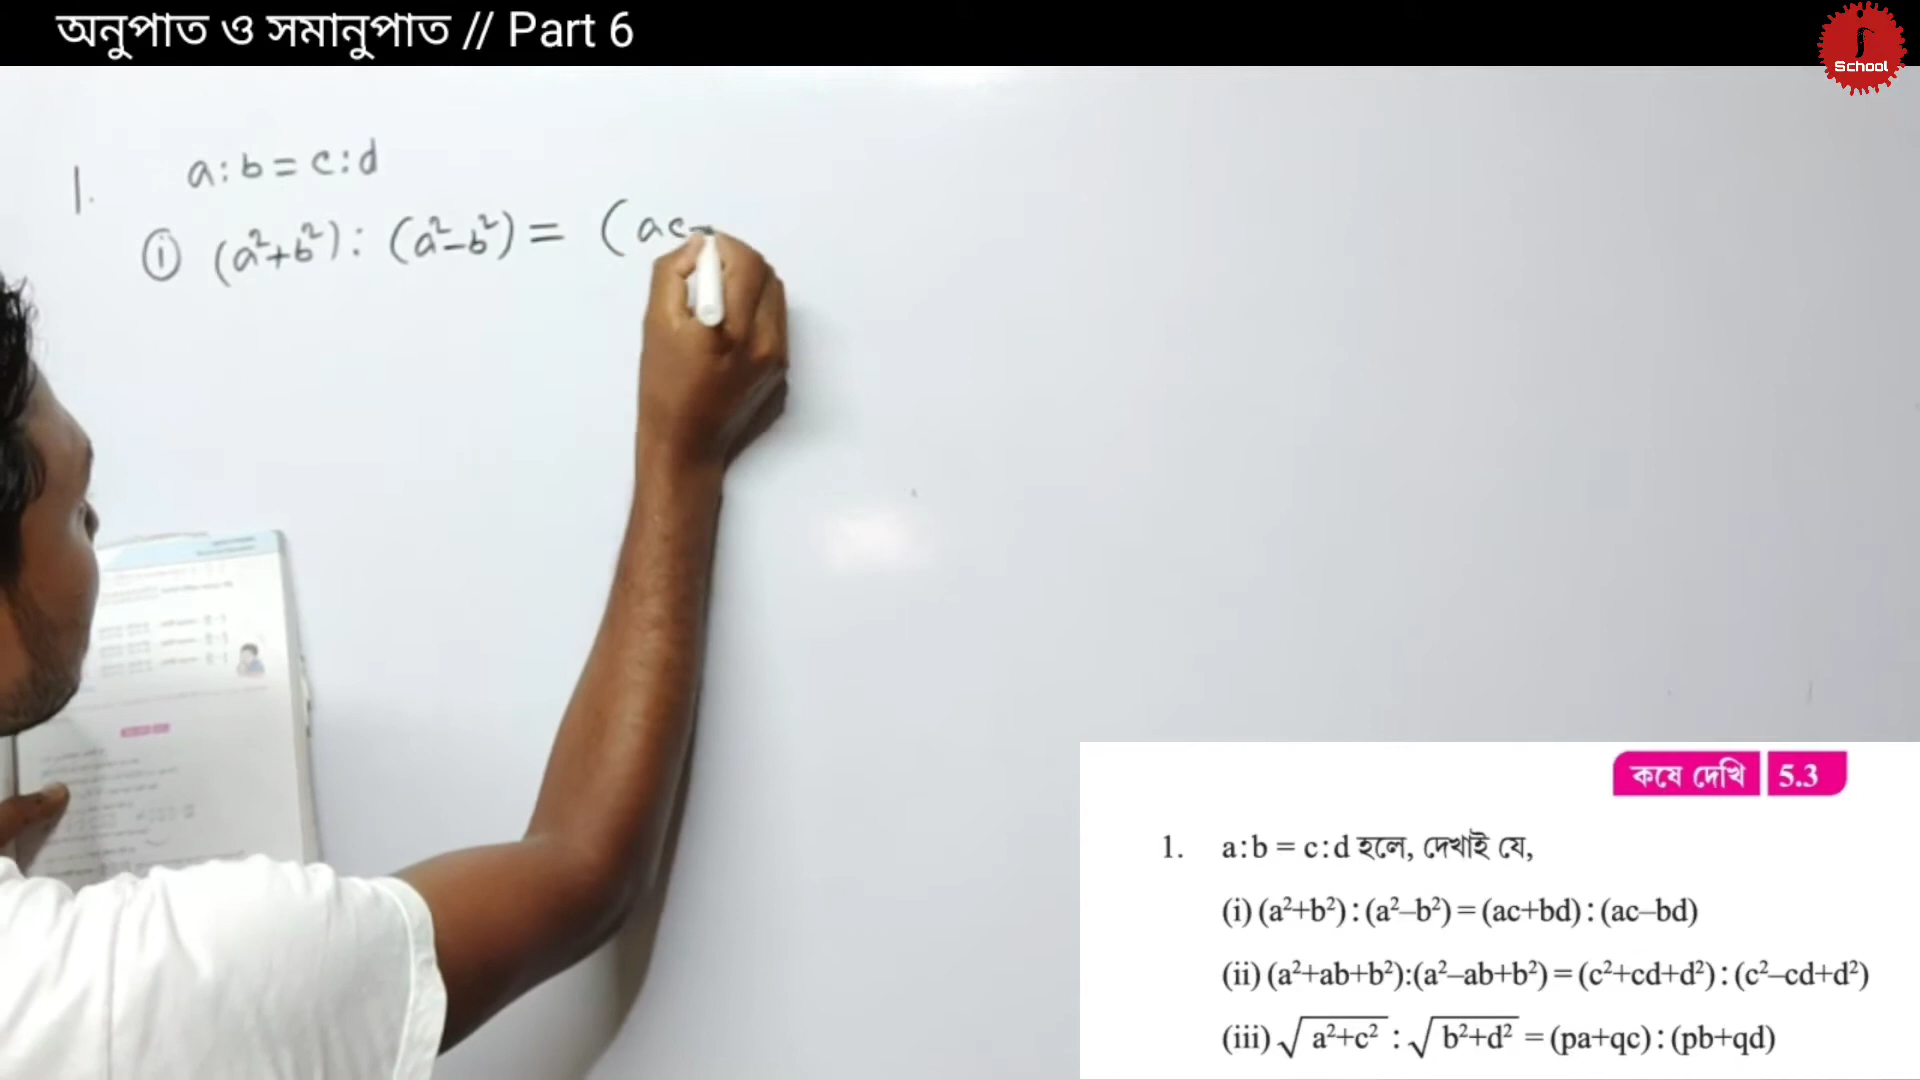 অনুপাত ও সমানুপাত // Part 6
School
1. a:b = c:d
(i) (a²+b²) : (a²-b²) = (ac
কষে দেখি 5.3
1. a:b = c:d হলে, দেখাই যে,
(i) (a²+b²) : (a²–b²) = (ac+bd) : (ac–bd)
(ii) (a²+ab+b²):(a²–ab+b²) = (c²+cd+d²) : (c²–cd+d²)
(iii) √a²+c² : √b²+d² = (pa+qc) : (pb+qd)